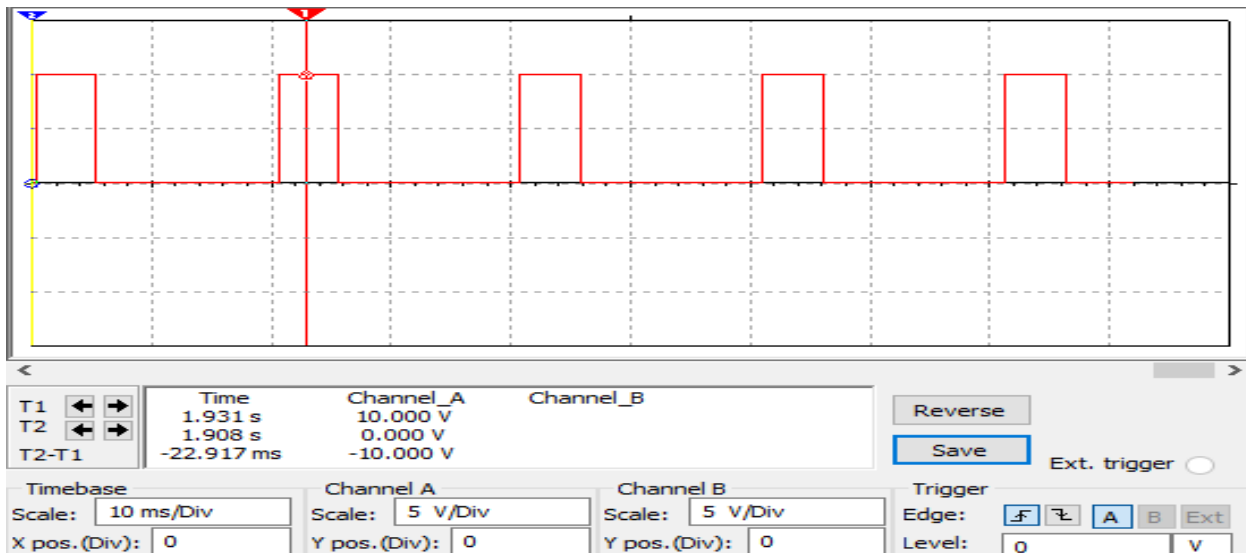 2
1
Time Channel_A Channel_B
T1 1.931 s 10.000 V
T2 1.908 s 0.000 V
T2-T1 -22.917 ms -10.000 V
Reverse
Save
Ext. trigger
Timebase Channel A Channel B Trigger
Scale: 10 ms/Div Scale: 5 V/Div Scale: 5 V/Div Edge: A B Ext
X pos.(Div): 0 Y pos.(Div): 0 Y pos.(Div): 0 Level: 0 V